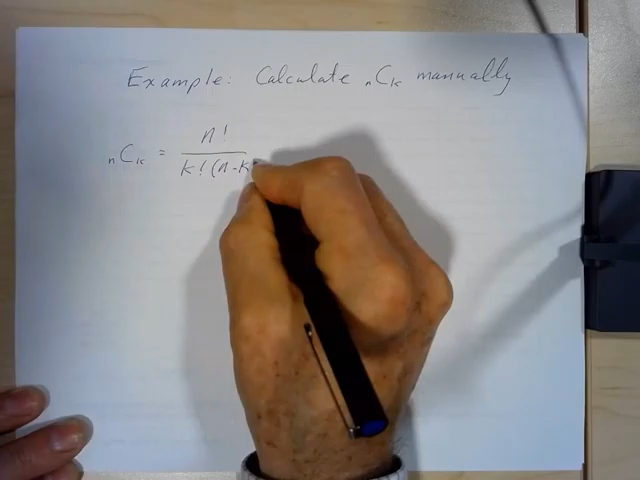 Example: Calculate ₙCₖ manually
ₙCₖ = n! / k!(n-k